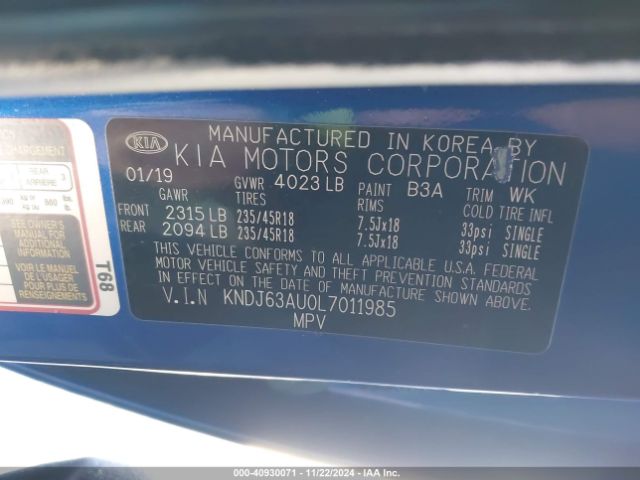 KIA
MANUFACTURED IN KOREA BY
KIA MOTORS CORPORATION
01/19 GVWR 4023 LB PAINT B3A TRIM WK
GAWR TIRES RIMS COLD TIRE INFL
FRONT 2315 LB 235/45R18 7.5Jx18 33psi SINGLE
REAR 2094 LB 235/45R18 7.5Jx18 33psi SINGLE
THIS VEHICLE CONFORMS TO ALL APPLICABLE U.S.A. FEDERAL
MOTOR VEHICLE SAFETY AND THEFT PREVENTION STANDARDS
IN EFFECT ON THE DATE OF MANUFACTURE SHOWN ABOVE.
V.I.N KNDJ63AU0L7011985
MPV
CHARGEMENT
REAR 3
ARRIERE
SEE OWNER'S
MANUAL FOR
ADDITIONAL
INFORMATION
VOIR LE MANUEL
DE L'USAGER
POUR PLUS DE
RENSEIGNEMENTS
T68
000-40930071 - 11/22/2024 - IAAI.COM